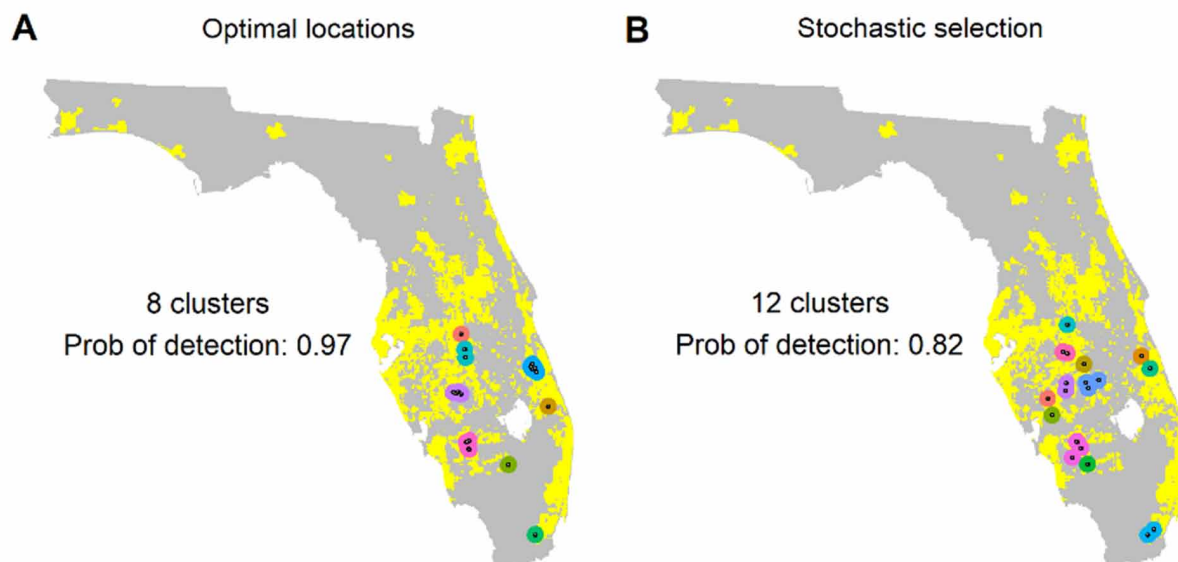 A
Optimal locations
8 clusters
Prob of detection: 0.97
B
Stochastic selection
12 clusters
Prob of detection: 0.82